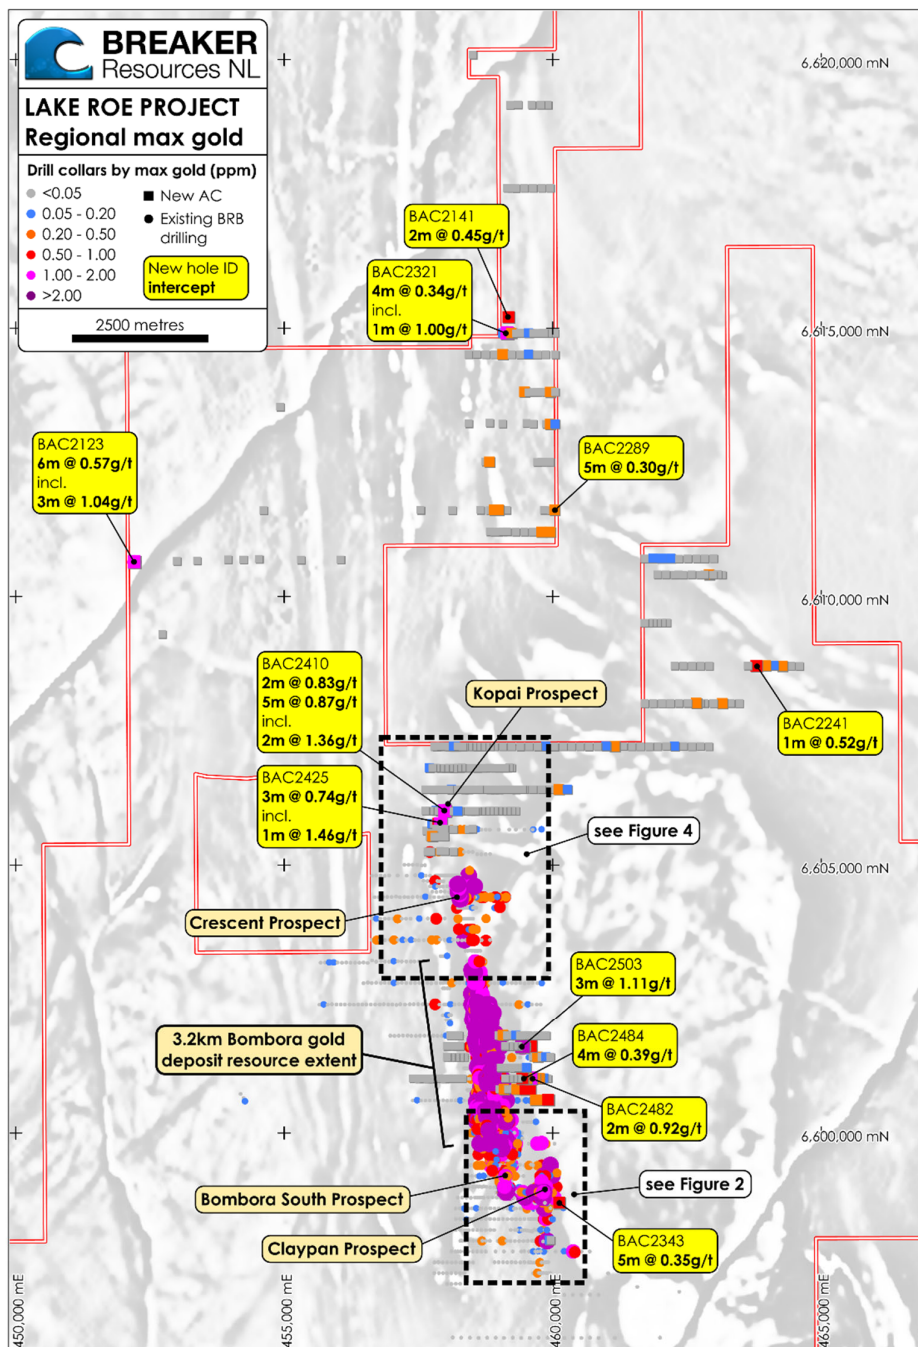 BREAKER
Resources NL
LAKE ROE PROJECT
Regional max gold
Drill collars by max gold (ppm)
<0.05
0.05 - 0.20
0.20 - 0.50
0.50 - 1.00
1.00 - 2.00
>2.00
New AC
Existing BRB
drilling
New hole ID
intercept
2500 metres
6,620,000 mN
BAC2141
2m @ 0.45g/t
BAC2321
4m @ 0.34g/t
incl.
1m @ 1.00g/t
6,615,000 mN
BAC2123
6m @ 0.57g/t
incl.
3m @ 1.04g/t
BAC2289
5m @ 0.30g/t
6,610,000 mN
BAC2410
2m @ 0.83g/t
5m @ 0.87g/t
incl.
2m @ 1.36g/t
Kopai Prospect
BAC2241
1m @ 0.52g/t
BAC2425
3m @ 0.74g/t
incl.
1m @ 1.46g/t
see Figure 4
6,605,000 mN
Crescent Prospect
BAC2503
3m @ 1.11g/t
3.2km Bombora gold
deposit resource extent
BAC2484
4m @ 0.39g/t
BAC2482
2m @ 0.92g/t
6,600,000 mN
see Figure 2
Bombora South Prospect
Claypan Prospect
BAC2343
5m @ 0.35g/t
450,000 mE
455,000 mE
460,000 mE
465,000 mE